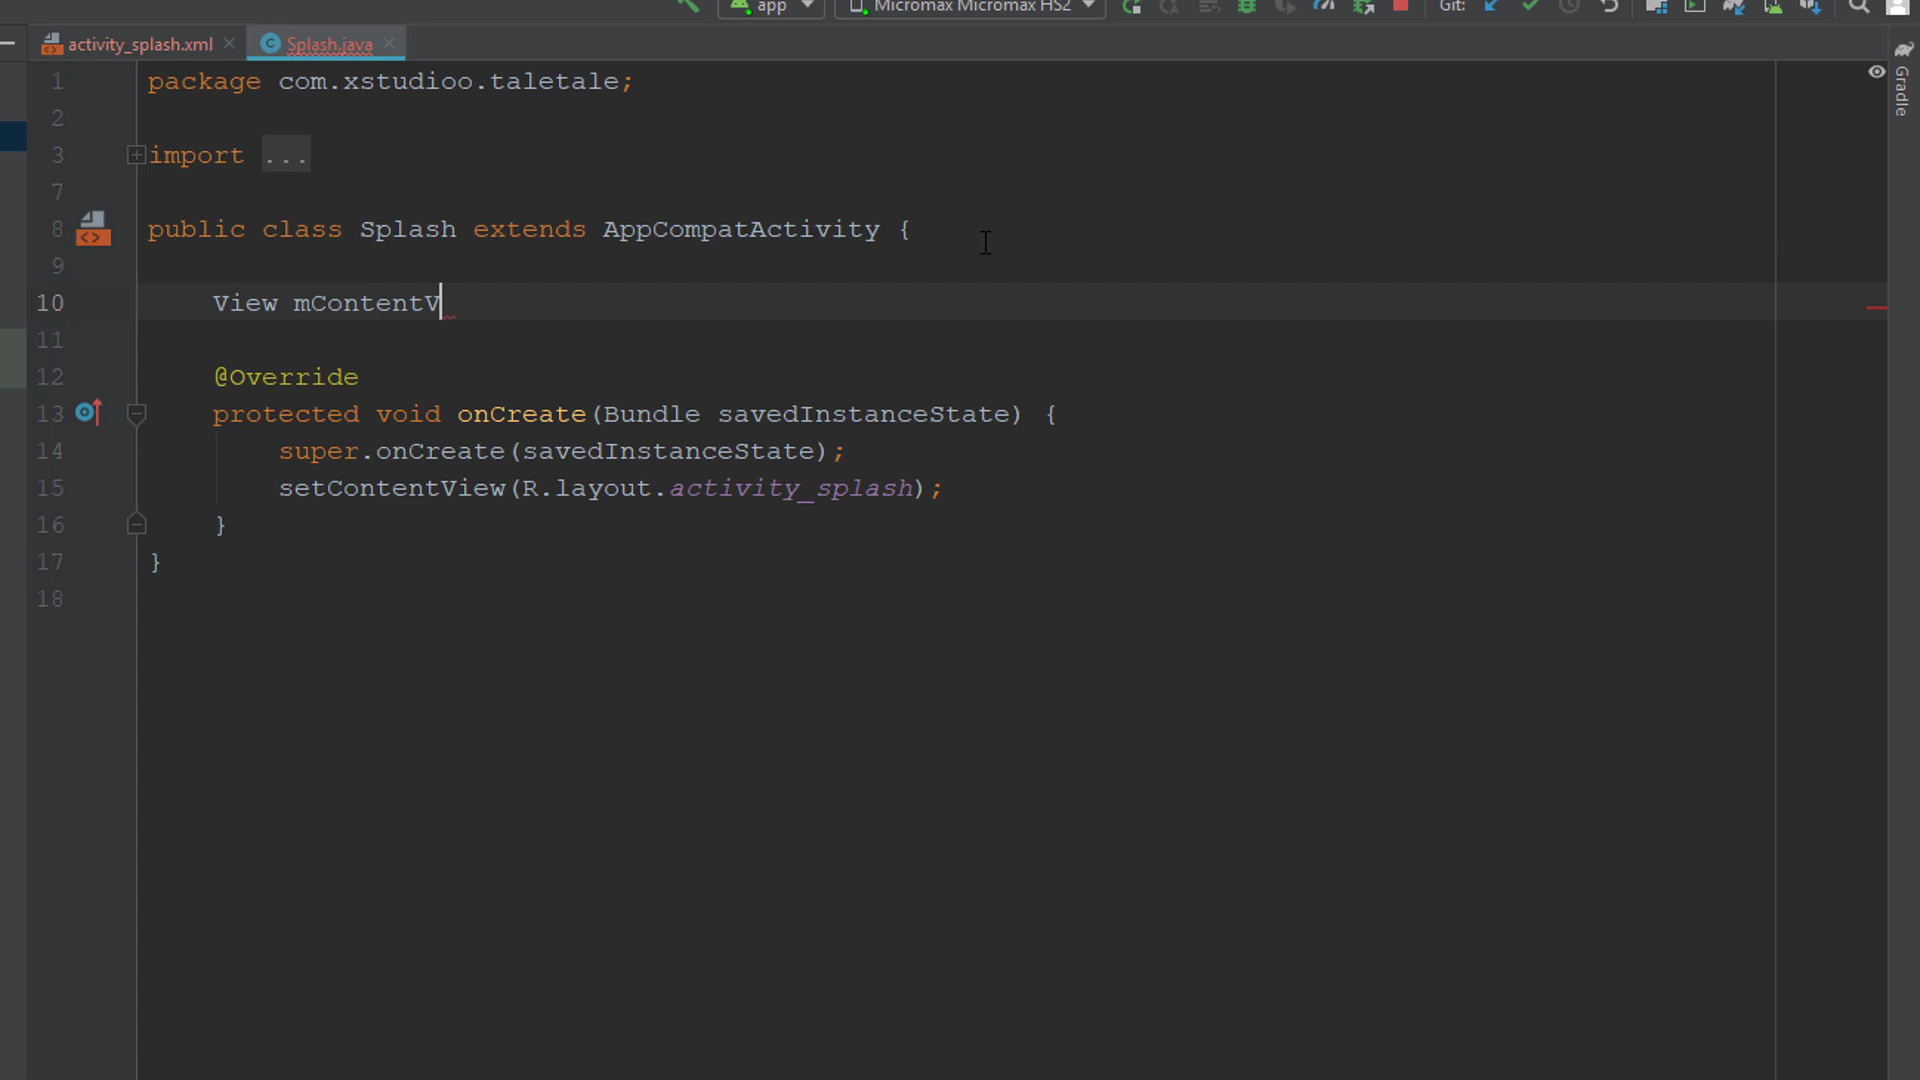 app
Micromax Micromax HS2
Git:
activity_splash.xml
Splash.java
Gradle
1 package com.xstudioo.taletale;
2
3 import ...
7
8 public class Splash extends AppCompatActivity {
9
10 View mContentV
11
12 @Override
13 protected void onCreate(Bundle savedInstanceState) {
14 super.onCreate(savedInstanceState);
15 setContentView(R.layout.activity_splash);
16 }
17 }
18